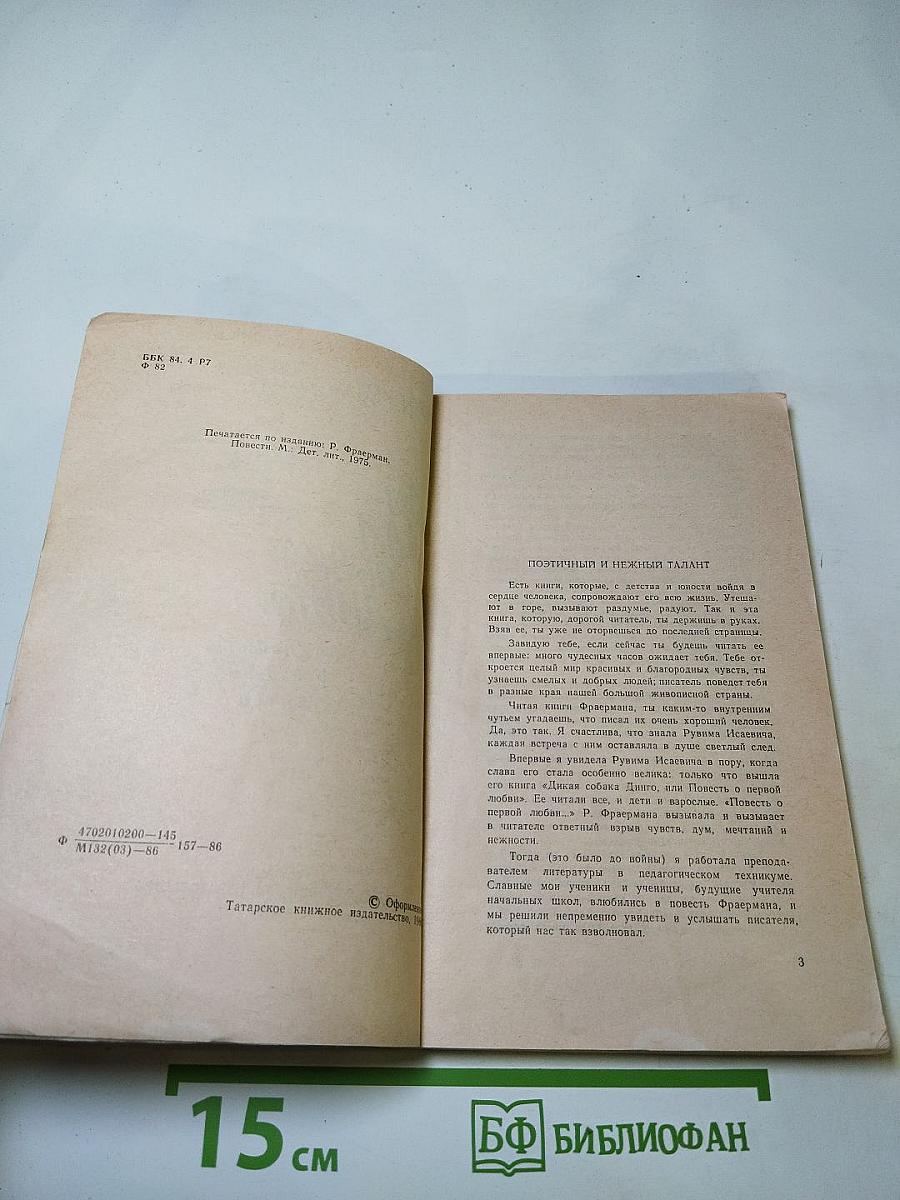 ББК 84. 4 Р7
Ф 82
Печатается по изданию: Р. Фраерман.
Повести. М.: Дет. лит., 1975.
Ф 4702010200—145
М132(03)—86
157—86
© Оформлен
Татарское книжное издательство, 19
ПОЭТИЧНЫЙ И НЕЖНЫЙ ТАЛАНТ
Есть книги, которые, с детства и юности войдя в
сердце человека, сопровождают его всю жизнь. Утеша-
ют в горе, вызывают раздумье, радуют. Так и эта
книга, которую, дорогой читатель, ты держишь в руках.
Взяв ее, ты уже не оторвешься до последней страницы.
Завидую тебе, если сейчас ты будешь читать ее
впервые: много чудесных часов ожидает тебя. Тебе от-
кроется целый мир красивых и благородных чувств, ты
узнаешь смелых и добрых людей; писатель поведет тебя
в разные края нашей большой живописной страны.
Читая книги Фраермана, ты каким-то внутренним
чутьем угадаешь, что писал их очень хороший человек.
Да, это так. Я счастлива, что знала Рувима Исаевича,
каждая встреча с ним оставляла в душе светлый след.
Впервые я увидела Рувима Исаевича в пору, когда
слава его стала особенно велика: только что вышла
его книга «Дикая собака Динго, или Повесть о первой
любви». Ее читали все, и дети и взрослые. «Повесть о
первой любви...» Р. Фраермана вызывала и вызывает
в читателе ответный взрыв чувств, дум, мечтаний и
нежности.
Тогда (это было до войны) я работала препода-
вателем литературы в педагогическом техникуме.
Славные мои ученики и ученицы, будущие учителя
начальных школ, влюбились в повесть Фраермана, и
мы решили непременно увидеть и услышать писателя,
который нас так взволновал.
3
15 см
БФ БИБЛИОФАН